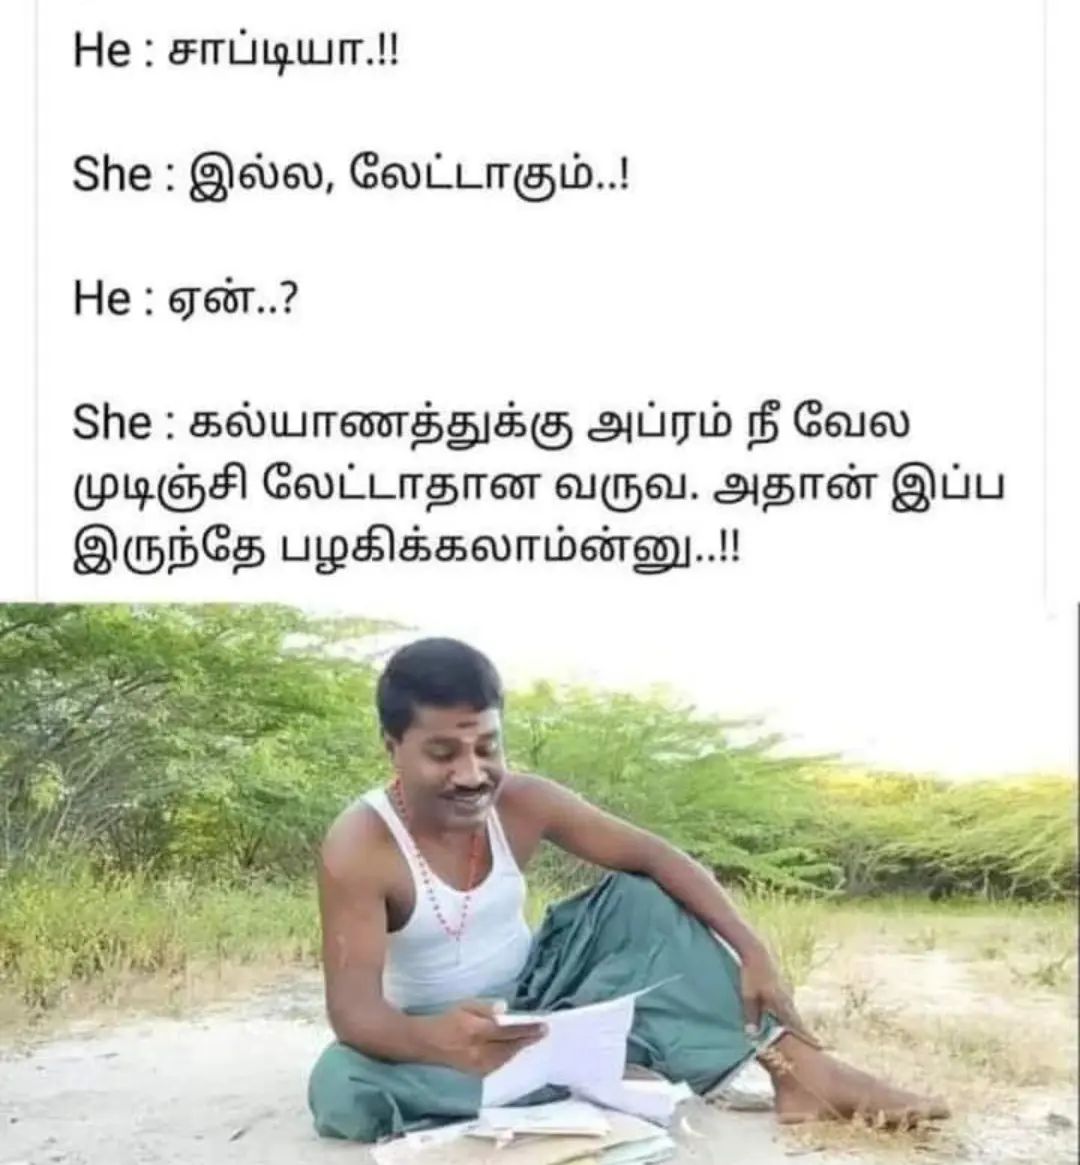 He : சாப்டியா.!!
She : இல்ல, லேட்டாகும்..!
He : ஏன்..?
She : கல்யாணத்துக்கு அப்ரம் நீ வேல
முடிஞ்சி லேட்டாதான வருவ. அதான் இப்ப
இருந்தே பழகிக்கலாம்ன்னு..!!